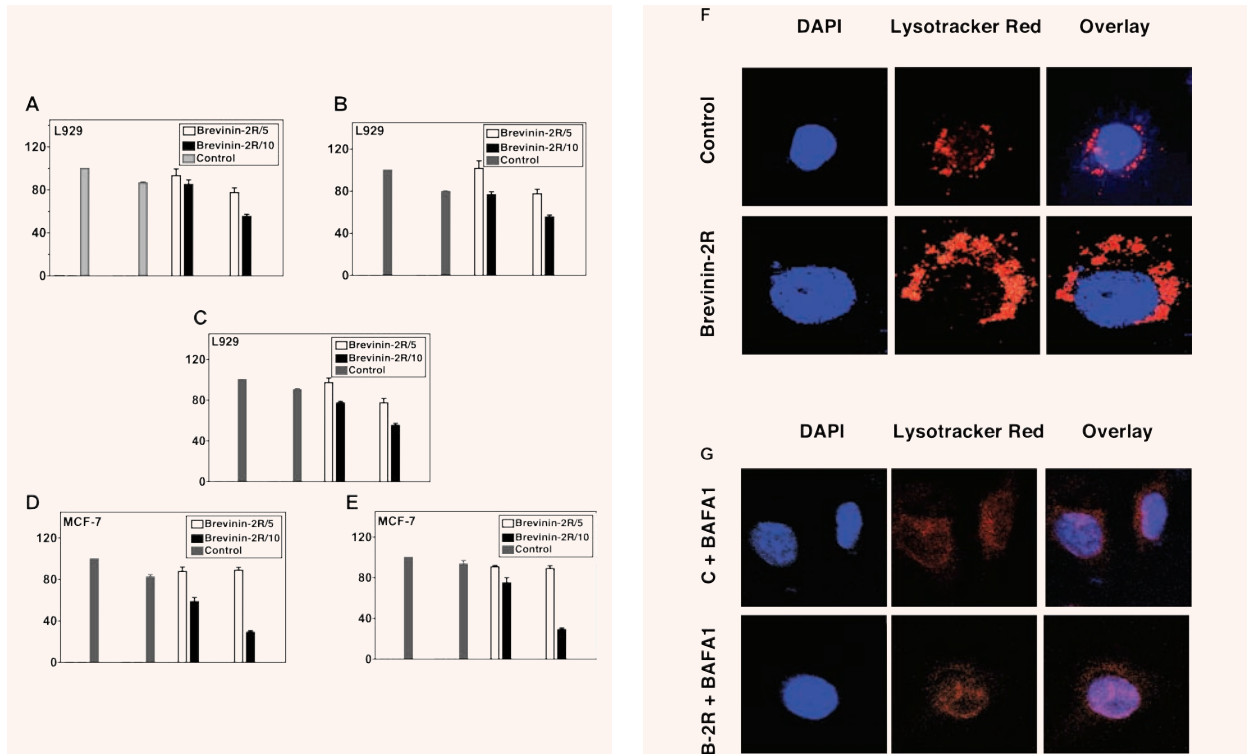 A
L929
Brevinin-2R/5
Brevinin-2R/10
Control
120
80
40
0
B
L929
Brevinin-2R/5
Brevinin-2R/10
Control
120
80
40
0
C
L929
Brevinin-2R/5
Brevinin-2R/10
Control
120
80
40
0
D
MCF-7
Brevinin-2R/5
Brevinin-2R/10
Control
120
80
40
0
E
MCF-7
Brevinin-2R/5
Brevinin-2R/10
Control
120
80
40
0
F
DAPI Lysotracker Red Overlay
Control
Brevinin-2R
G
DAPI Lysotracker Red Overlay
C + BAFA1
B-2R + BAFA1